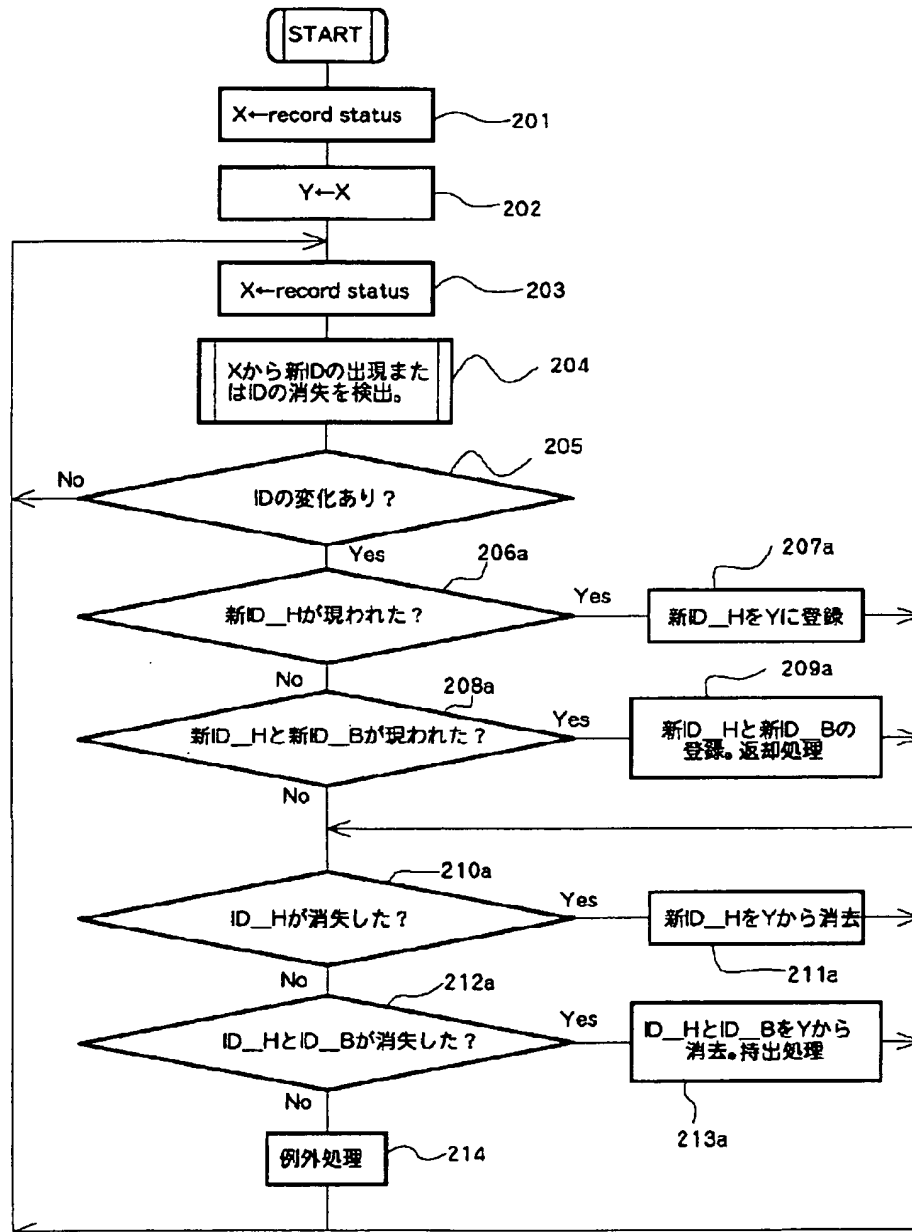 START
X←record status
201
Y←X
202
X←record status
203
Xから新IDの出現また
はIDの消失を検出。
204
205
No
IDの変化あり？
Yes
206a
207a
新ID__Hが現われた？
Yes
新ID__HをYに登録
No
208a
209a
新ID__Hと新ID__Bが現われた？
Yes
新ID__Hと新ID__Bの
登録。返却処理
No
210a
ID__Hが消失した？
Yes
新ID__HをYから消去
211a
No
212a
ID__HとID__Bが消失した？
Yes
ID__HとID__BをYから
消去。持出処理
213a
No
例外処理
214